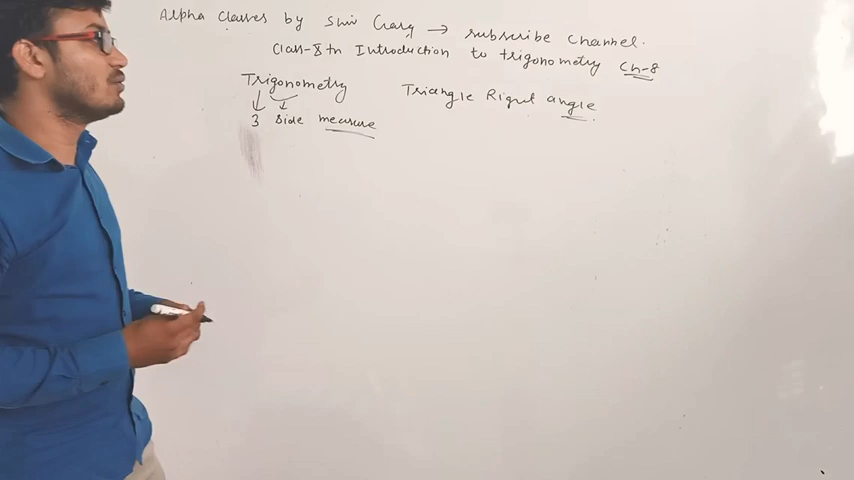 Alpha Classes by Shiv Garg → subscribe channel.
Class-X th Introduction to trigonometry Ch-8
Trigonometry Triangle Right angle
3 side measure